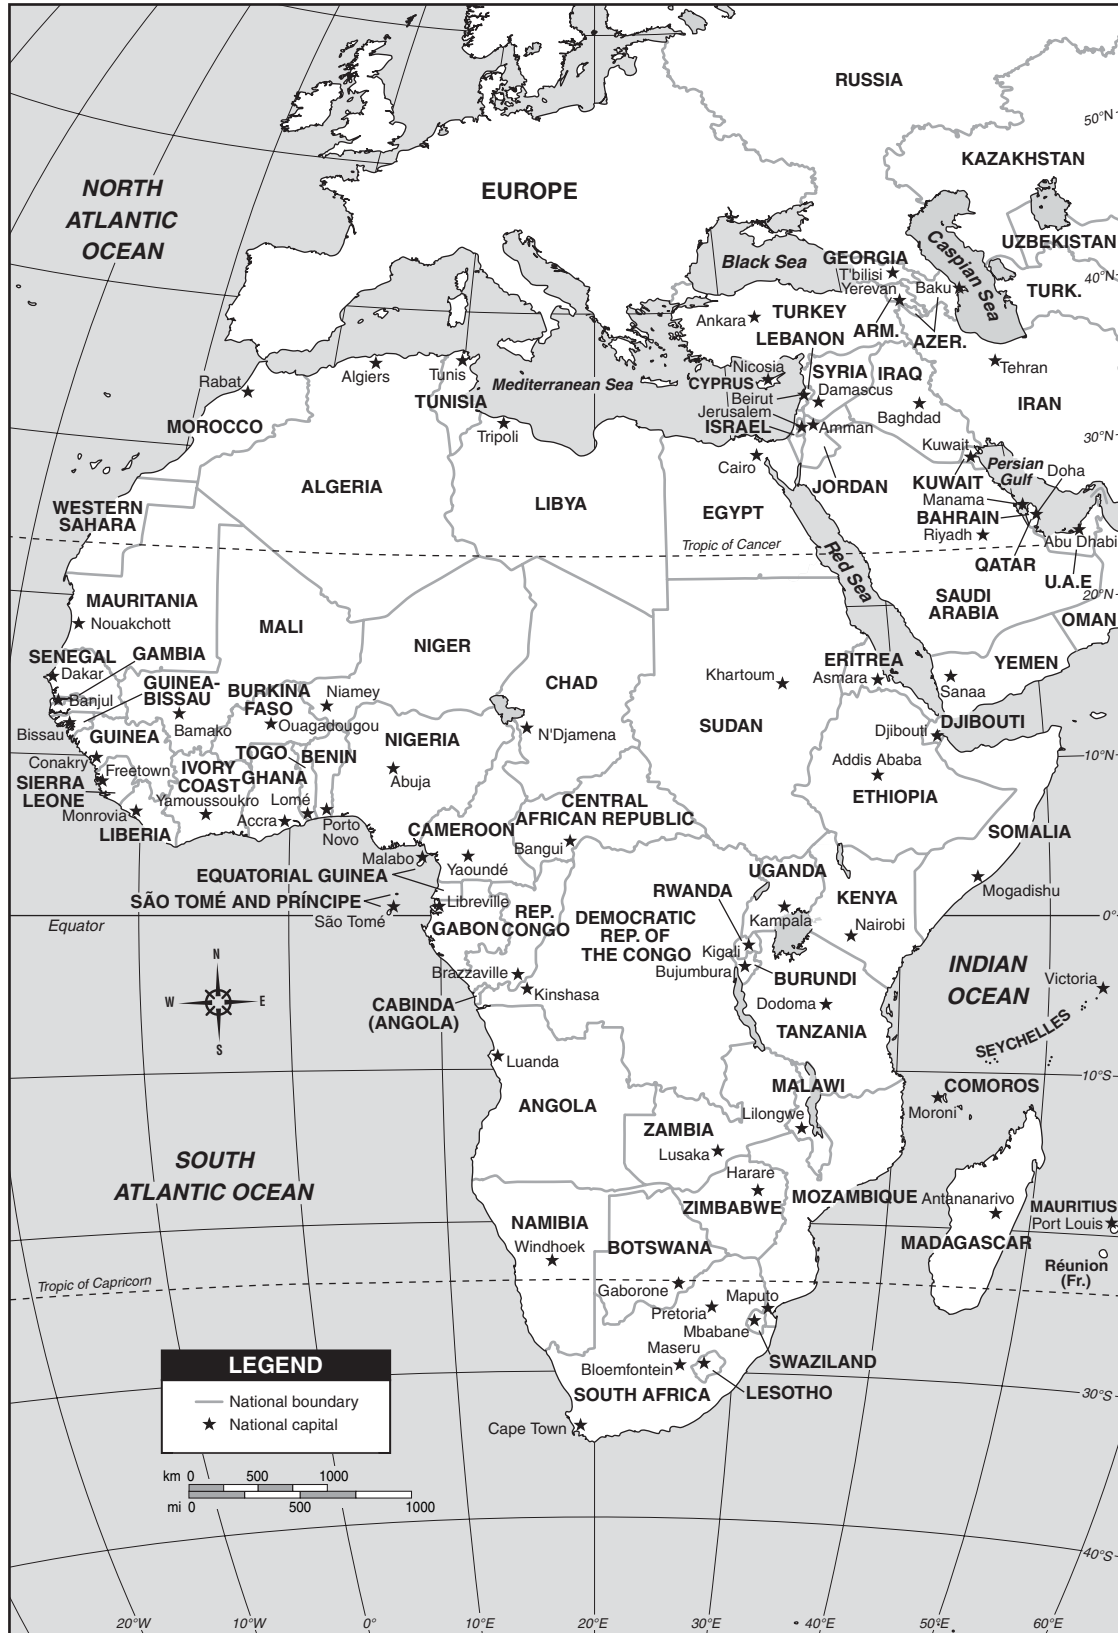 RUSSIA
50°N
KAZAKHSTAN
NORTH
ATLANTIC
OCEAN
EUROPE
UZBEKISTAN
Caspian Sea
Black Sea
GEORGIA
T'bilisi
Yerevan
Baku
40°N
TURK.
Ankara
TURKEY
ARM.
AZER.
LEBANON
Rabat
Algiers
Tunis
Mediterranean Sea
Nicosia
CYPRUS
SYRIA
IRAQ
Tehran
Beirut
Damascus
TUNISIA
Jerusalem
Baghdad
IRAN
MOROCCO
Tripoli
ISRAEL
Amman
30°N
Cairo
Kuwait
Persian
Gulf
Doha
ALGERIA
JORDAN
KUWAIT
WESTERN
SAHARA
LIBYA
EGYPT
Manama
BAHRAIN
Riyadh
Abu Dhabi
Tropic of Cancer
Red Sea
QATAR
U.A.E
SAUDI
ARABIA
20°N
MAURITANIA
Nouakchott
MALI
NIGER
OMAN
SENEGAL
GAMBIA
Dakar
ERITREA
YEMEN
Khartoum
Asmara
Sanaa
GUINEA-
BISSAU
BURKINA
FASO
Niamey
CHAD
Banjul
Bissau
Bamako
Ouagadougou
SUDAN
DJIBOUTI
Djibouti
GUINEA
N'Djamena
NIGERIA
TOGO
BENIN
10°N
Conakry
Freetown
IVORY
COAST
GHANA
Abuja
Addis Ababa
SIERRA
LEONE
Yamoussoukro
Lomé
ETHIOPIA
Monrovia
Accra
Porto
Novo
CENTRAL
AFRICAN REPUBLIC
LIBERIA
CAMEROON
SOMALIA
Malabo
Yaoundé
Bangui
EQUATORIAL GUINEA
UGANDA
Mogadishu
SÃO TOMÉ AND PRÍNCIPE
Libreville
RWANDA
KENYA
São Tomé
REP.
CONGO
DEMOCRATIC
REP. OF
THE CONGO
Kampala
Nairobi
0°
Equator
GABON
Kigali
N
W
E
S
Brazzaville
Bujumbura
BURUNDI
INDIAN
OCEAN
Victoria
CABINDA
(ANGOLA)
Kinshasa
Dodoma
TANZANIA
SEYCHELLES
Luanda
10°S
MALAWI
COMOROS
ANGOLA
Lilongwe
Moroni
ZAMBIA
Lusaka
SOUTH
ATLANTIC OCEAN
Harare
MOZAMBIQUE
Antananarivo
ZIMBABWE
MAURITIUS
Port Louis
NAMIBIA
Windhoek
BOTSWANA
MADAGASCAR
Réunion
(Fr.)
Tropic of Capricorn
Gaborone
Pretoria
Maputo
Mbabane
Maseru
SWAZILAND
Bloemfontein
LEGEND
National boundary
National capital
SOUTH AFRICA
LESOTHO
30°S
Cape Town
km 0 500 1000
mi 0 500 1000
40°S
20°W 10°W 0° 10°E 20°E 30°E 40°E 50°E 60°E